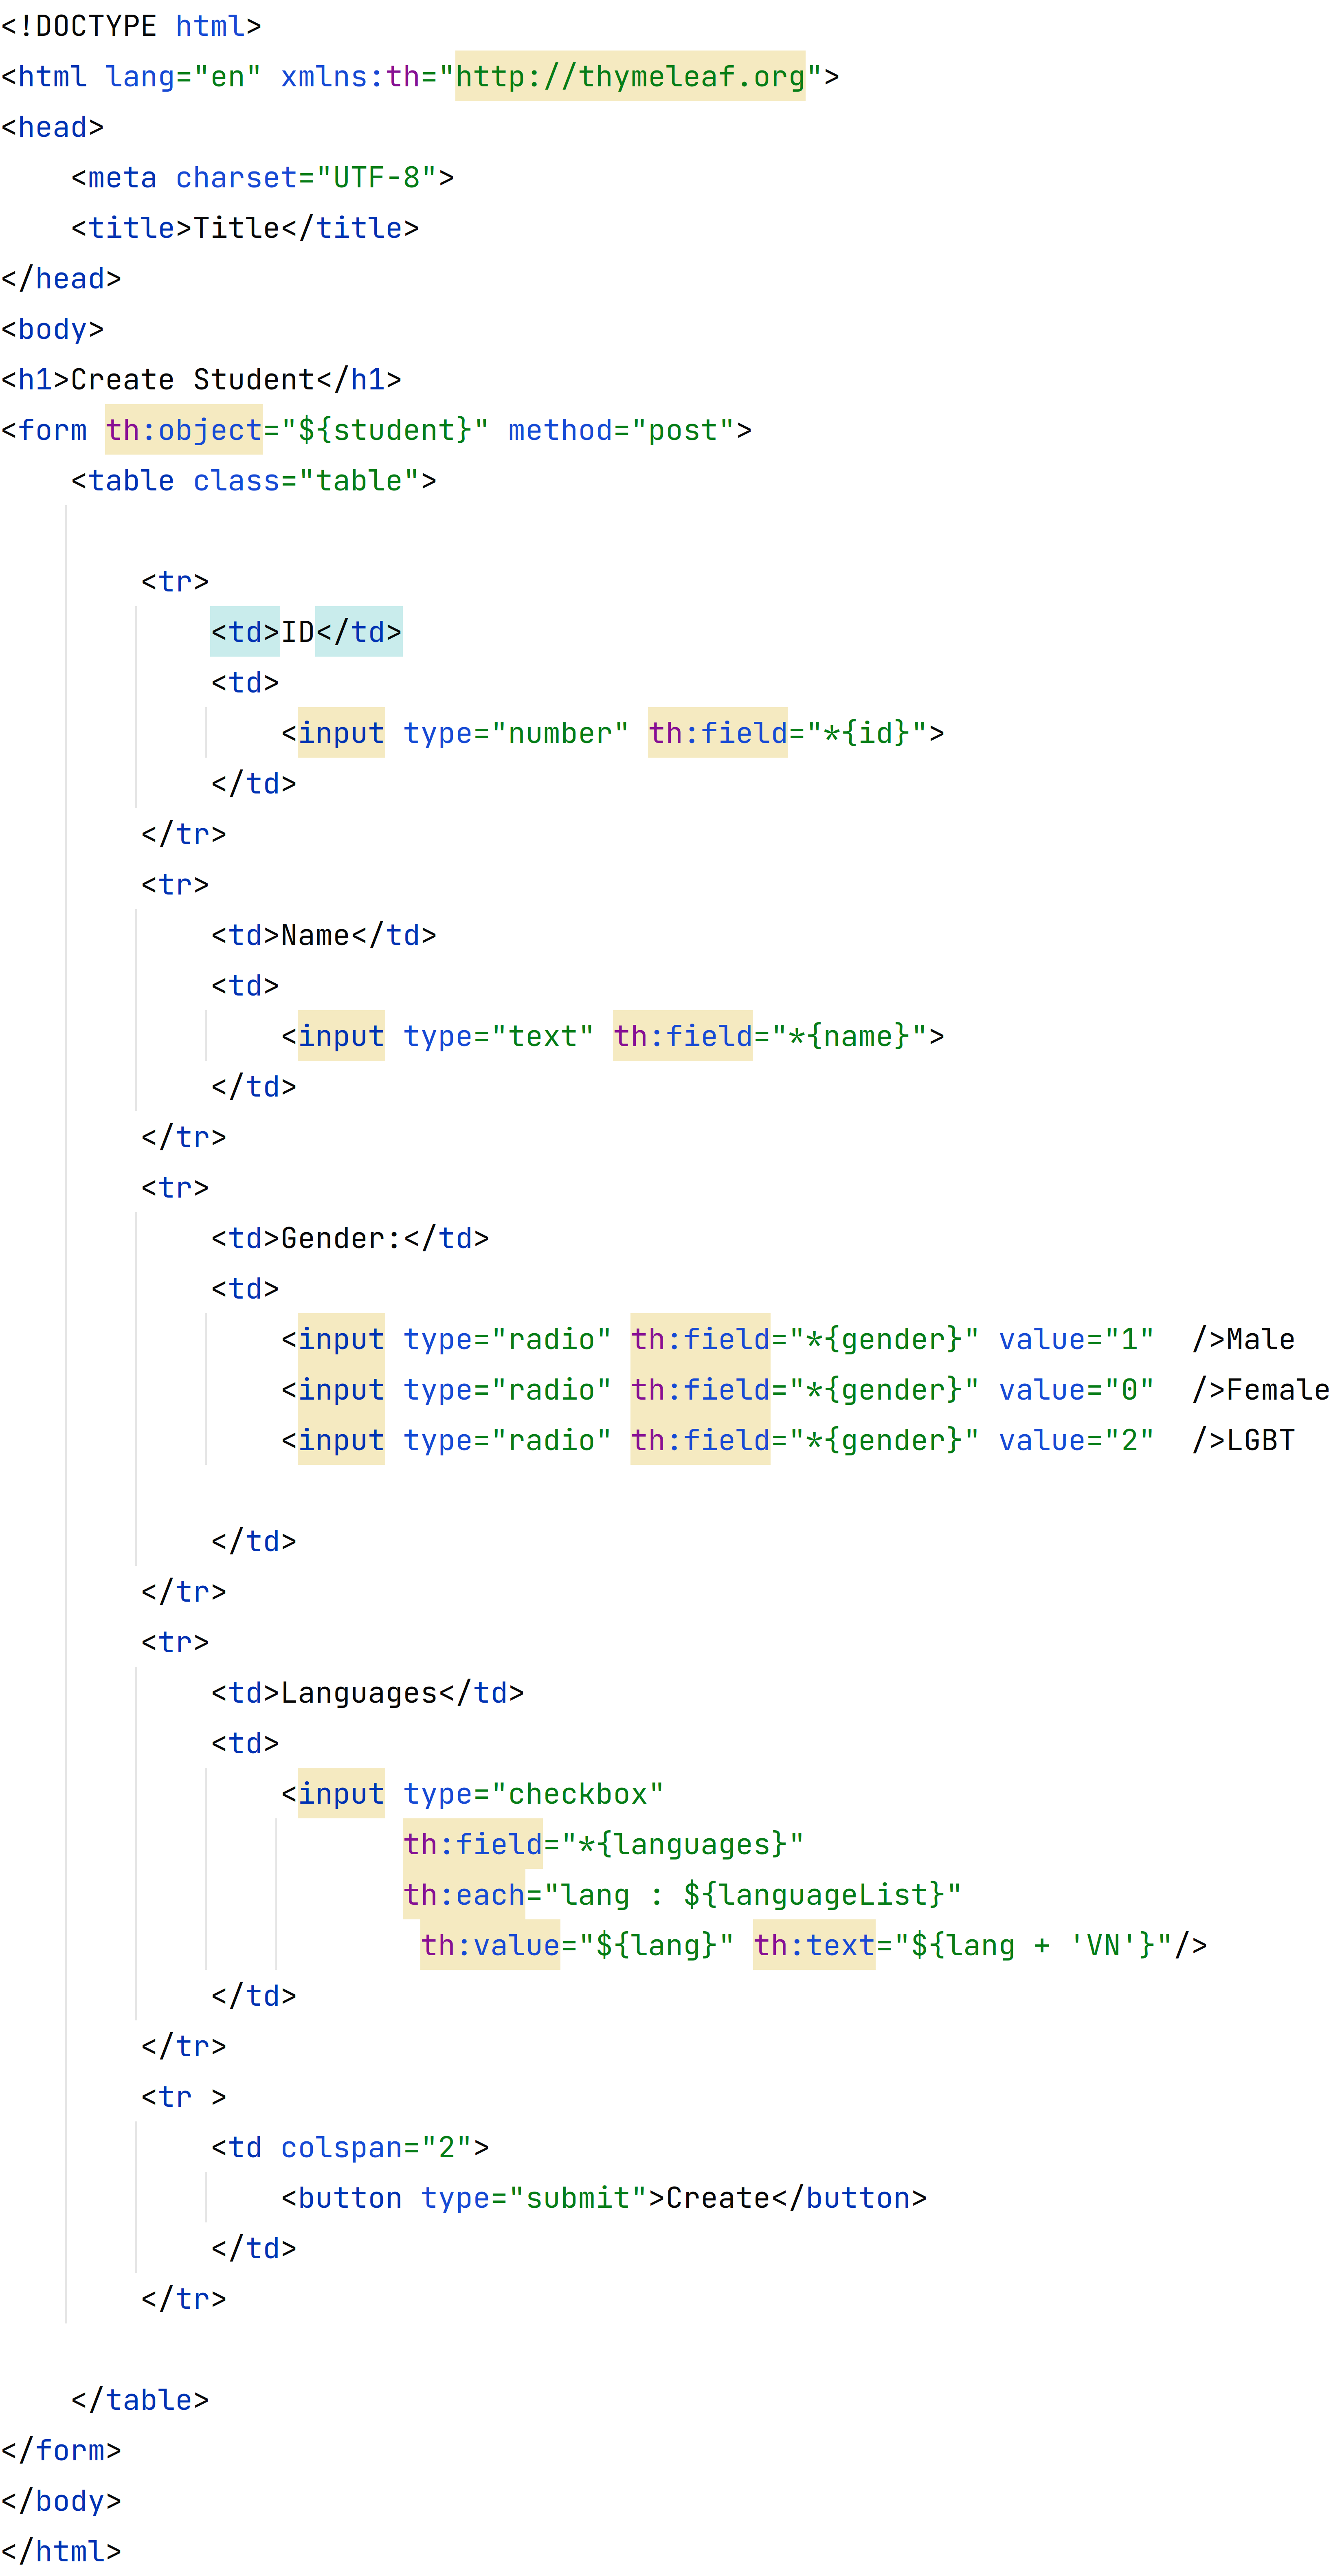 <!DOCTYPE html>
<html lang="en" xmlns:th="http://thymeleaf.org">
<head>
    <meta charset="UTF-8">
    <title>Title</title>
</head>
<body>
<h1>Create Student</h1>
<form th:object="${student}" method="post">
    <table class="table">

        <tr>
            <td>ID</td>
            <td>
                <input type="number" th:field="*{id}">
            </td>
        </tr>
        <tr>
            <td>Name</td>
            <td>
                <input type="text" th:field="*{name}">
            </td>
        </tr>
        <tr>
            <td>Gender:</td>
            <td>
                <input type="radio" th:field="*{gender}" value="1"  />Male
                <input type="radio" th:field="*{gender}" value="0"  />Female
                <input type="radio" th:field="*{gender}" value="2"  />LGBT

            </td>
        </tr>
        <tr>
            <td>Languages</td>
            <td>
                <input type="checkbox"
                       th:field="*{languages}"
                       th:each="lang : ${languageList}"
                        th:value="${lang}" th:text="${lang + 'VN'}"/>
            </td>
        </tr>
        <tr >
            <td colspan="2">
                <button type="submit">Create</button>
            </td>
        </tr>

    </table>
</form>
</body>
</html>